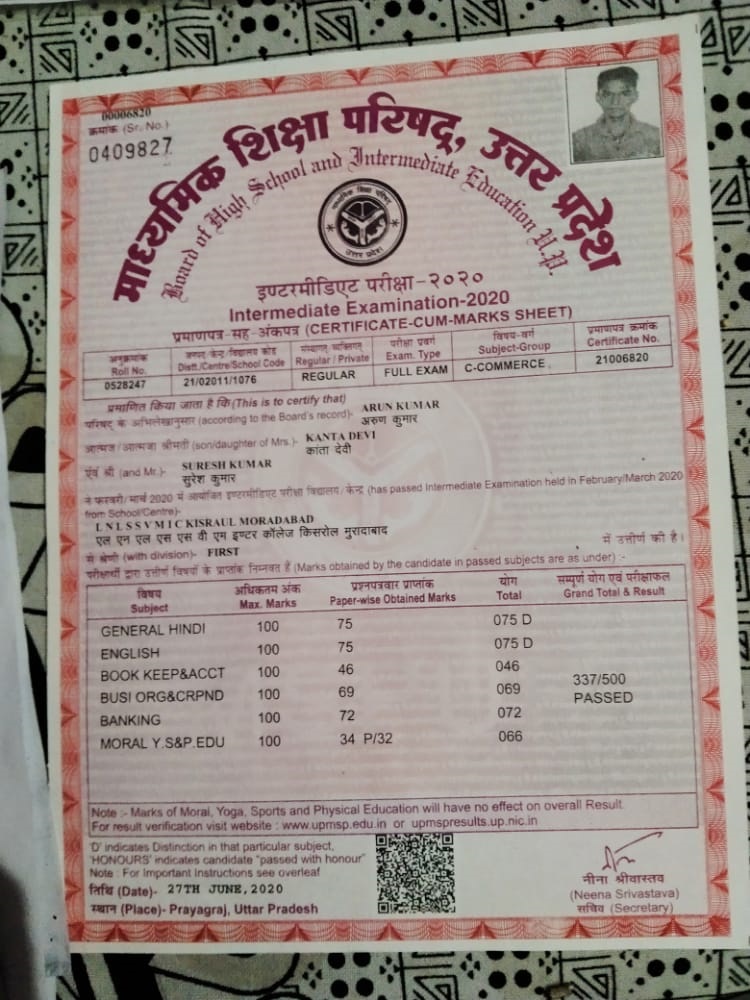 00006820
क्रमांक (Sr. No.)
0409827
माध्यमिक शिक्षा परिषद्, उत्तर प्रदेश
Board of High School and Intermediate Education U.P.
माध्यमिक शिक्षा परिषद्
उत्तर प्रदेश
इण्टरमीडिएट परीक्षा-२०२०
Intermediate Examination-2020
प्रमाणपत्र-सह-अंकपत्र (CERTIFICATE-CUM-MARKS SHEET)
अनुक्रमांक जनपद/केन्द्र/विद्यालय कोड संस्थागत/व्यक्तिगत परीक्षा प्रवर्ग विषय-वर्ग प्रमाणपत्र क्रमांक
Roll No. Distt./Centre/School Code Regular / Private Exam. Type Subject-Group Certificate No.
0528247 21/02011/1076 REGULAR FULL EXAM C-COMMERCE 21006820
प्रमाणित किया जाता है कि (This is to certify that) ARUN KUMAR
परिषद् के अभिलेखानुसार (according to the Board's record)- अरुण कुमार
आत्मज/आत्मजा श्रीमती (son/daughter of Mrs.)- KANTA DEVI
कांता देवी
एवं श्री (and Mr.)- SURESH KUMAR
सुरेश कुमार
ने फरवरी/मार्च 2020 में आयोजित इण्टरमीडिएट परीक्षा विद्यालय/केन्द्र (has passed Intermediate Examination held in February/March 2020
from School/Centre)-
L N L S S V M I C KISRAUL MORADABAD
एल एन एल एस एस वी एम इण्टर कॉलेज किसरोल मुरादाबाद
से श्रेणी (with division)- FIRST में उत्तीर्ण की है।
परीक्षार्थी द्वारा उत्तीर्ण विषयों के प्राप्तांक निम्नवत हैं (Marks obtained by the candidate in passed subjects are as under) :-
विषय अधिकतम अंक प्रश्नपत्रवार प्राप्तांक योग सम्पूर्ण योग एवं परीक्षाफल
Subject Max. Marks Paper-wise Obtained Marks Total Grand Total & Result
GENERAL HINDI 100 75 075 D
ENGLISH 100 75 075 D
BOOK KEEP&ACCT 100 46 046
337/500
BUSI ORG&CRPND 100 69 069
PASSED
BANKING 100 72 072
MORAL Y.S&P.EDU 100 34 P/32 066
Note :- Marks of Moral, Yoga, Sports and Physical Education will have no effect on overall Result
For result verification visit website : www.upmsp.edu.in or upmspresults.up.nic.in
'D' indicates Distinction in that particular subject,
'HONOURS' indicates candidate "passed with honour"
Note : For Important Instructions see overleaf
तिथि (Date)- 27TH JUNE,2020
स्थान (Place)- Prayagraj, Uttar Pradesh
नीना श्रीवास्तव
(Neena Srivastava)
सचिव (Secretary)